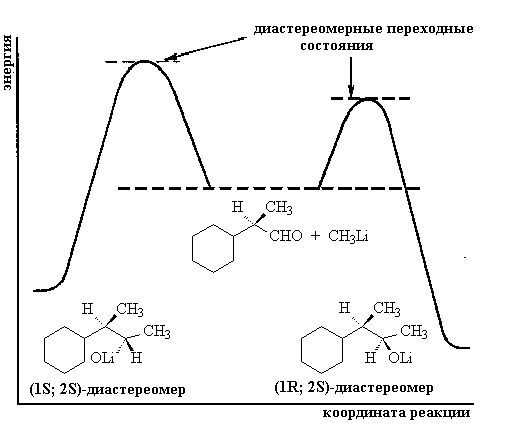 диастереомерные переходные
состояния
энергия
H
CH3
CHO + CH3Li
H
CH3
CH3
OLi
H
(1S; 2S)-диастереомер
H
CH3
CH3
H
OLi
(1R; 2S)-диастереомер
координата реакции